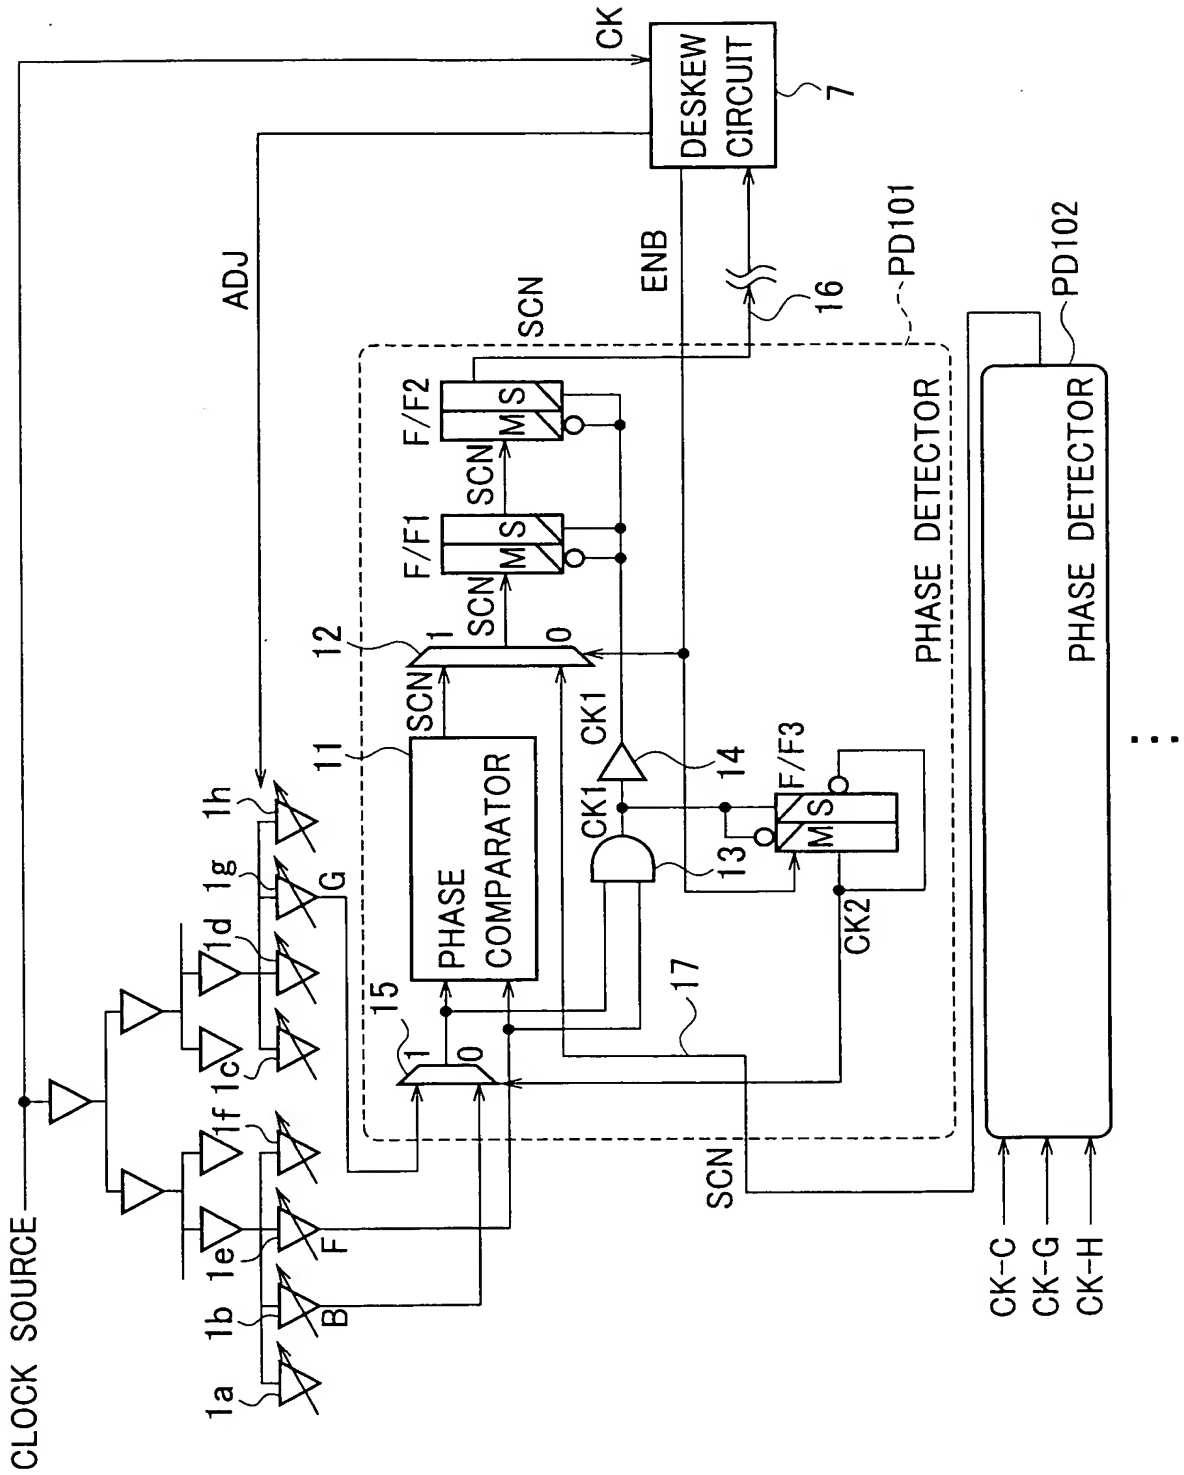 CLOCK SOURCE
CK
ADJ
1a
1b
1e
1f
1c
1d
1g
1h
B
F
G
DESKEW
CIRCUIT
7
ENB
SCN
16
PD101
15
1
0
11
PHASE
COMPARATOR
SCN
12
1
0
SCN
F/F1
M S
SCN
F/F2
M S
17
13
CK1
14
CK1
F/F3
M S
CK2
SCN
PHASE DETECTOR
PD102
PHASE DETECTOR
CK-C
CK-G
CK-H